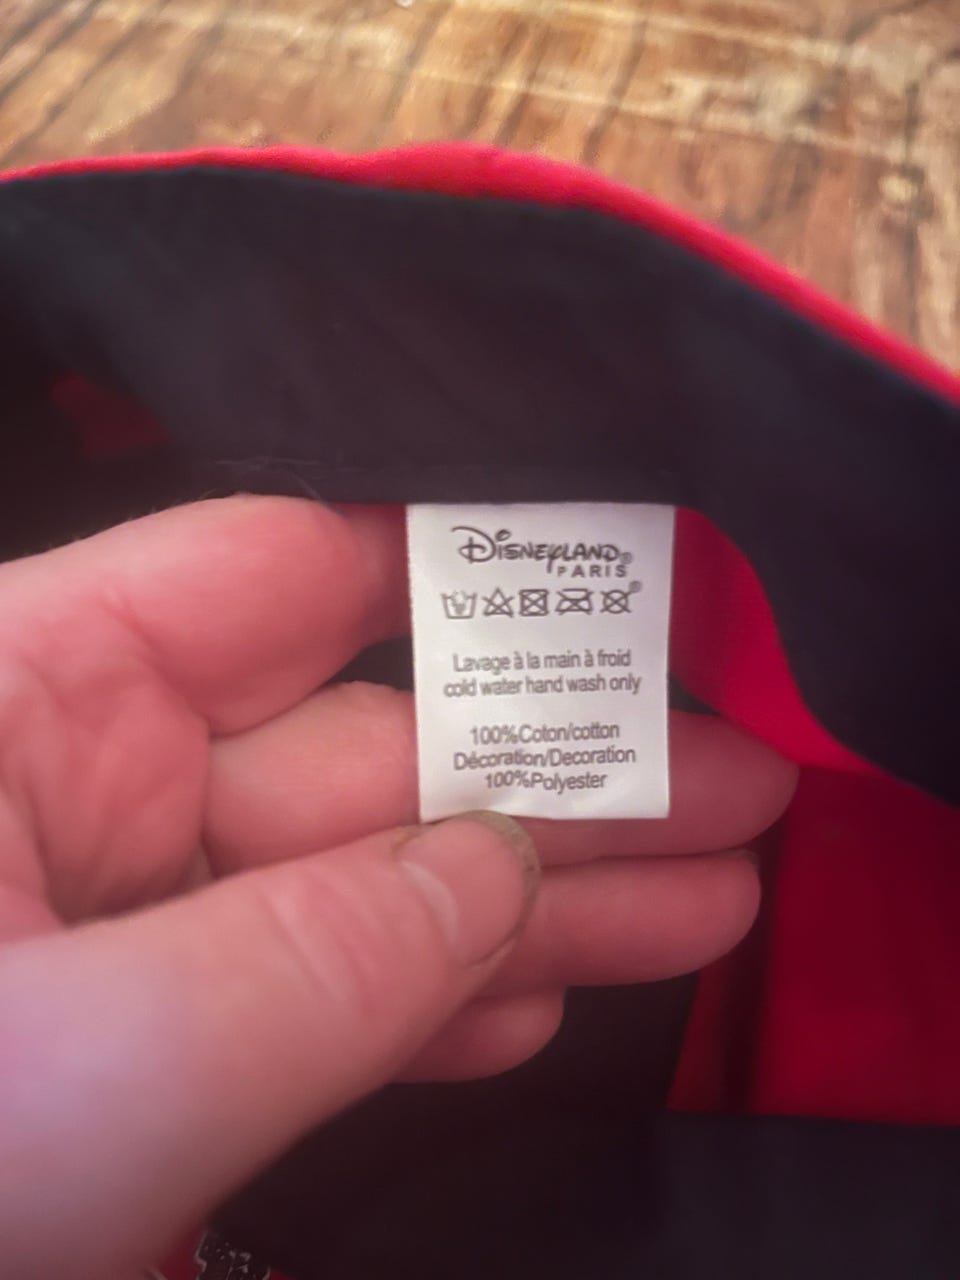 Disneyland®
PARIS
Lavage à la main à froid
cold water hand wash only
100%Coton/cotton
Décoration/Decoration
100%Polyester